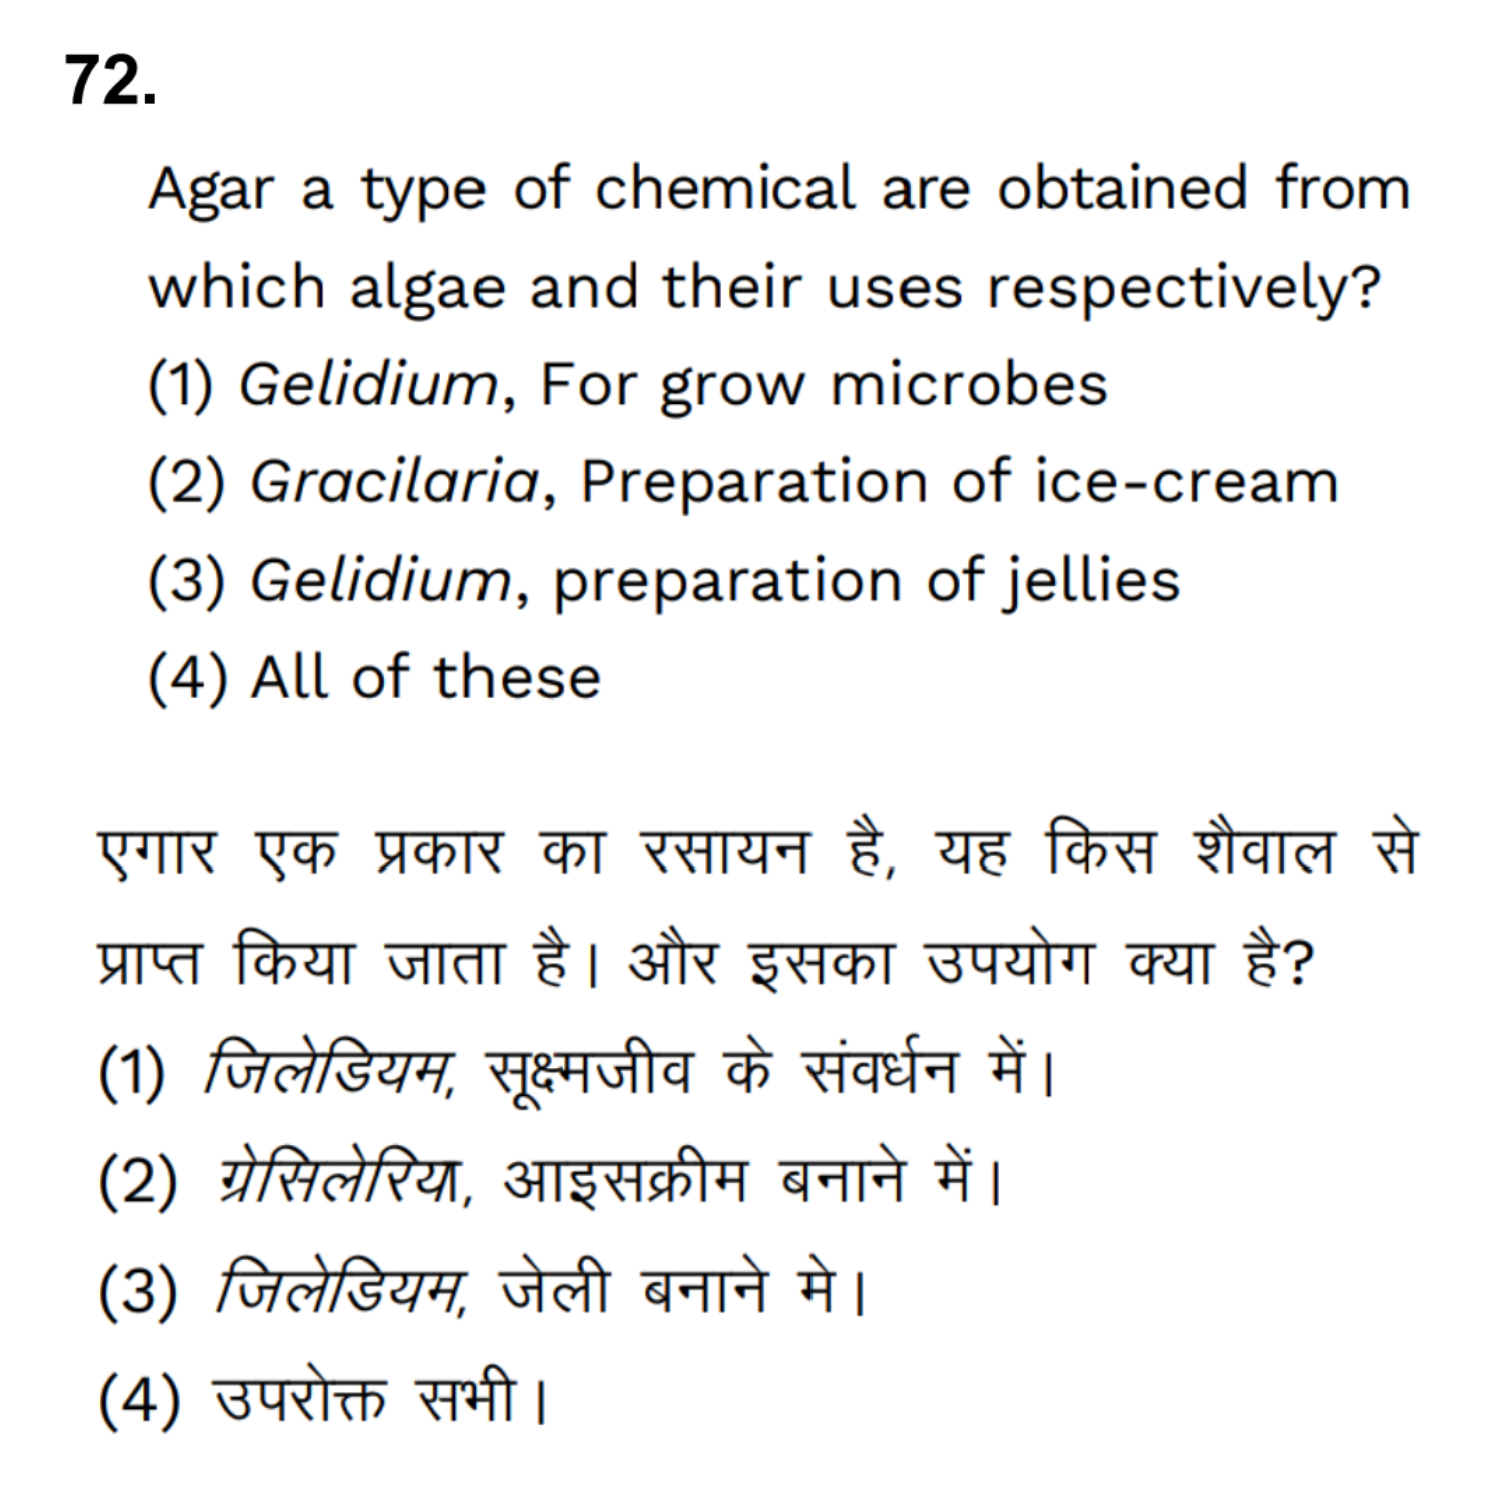 72.
Agar a type of chemical are obtained from
which algae and their uses respectively?
(1) Gelidium, For grow microbes
(2) Gracilaria, Preparation of ice-cream
(3) Gelidium, preparation of jellies
(4) All of these
एगार एक प्रकार का रसायन है, यह किस शैवाल से
प्राप्त किया जाता है। और इसका उपयोग क्या है?
(1) जिलेडियम, सूक्ष्मजीव के संवर्धन में।
(2) ग्रेसिलेरिया, आइसक्रीम बनाने में।
(3) जिलेडियम, जेली बनाने मे।
(4) उपरोक्त सभी।